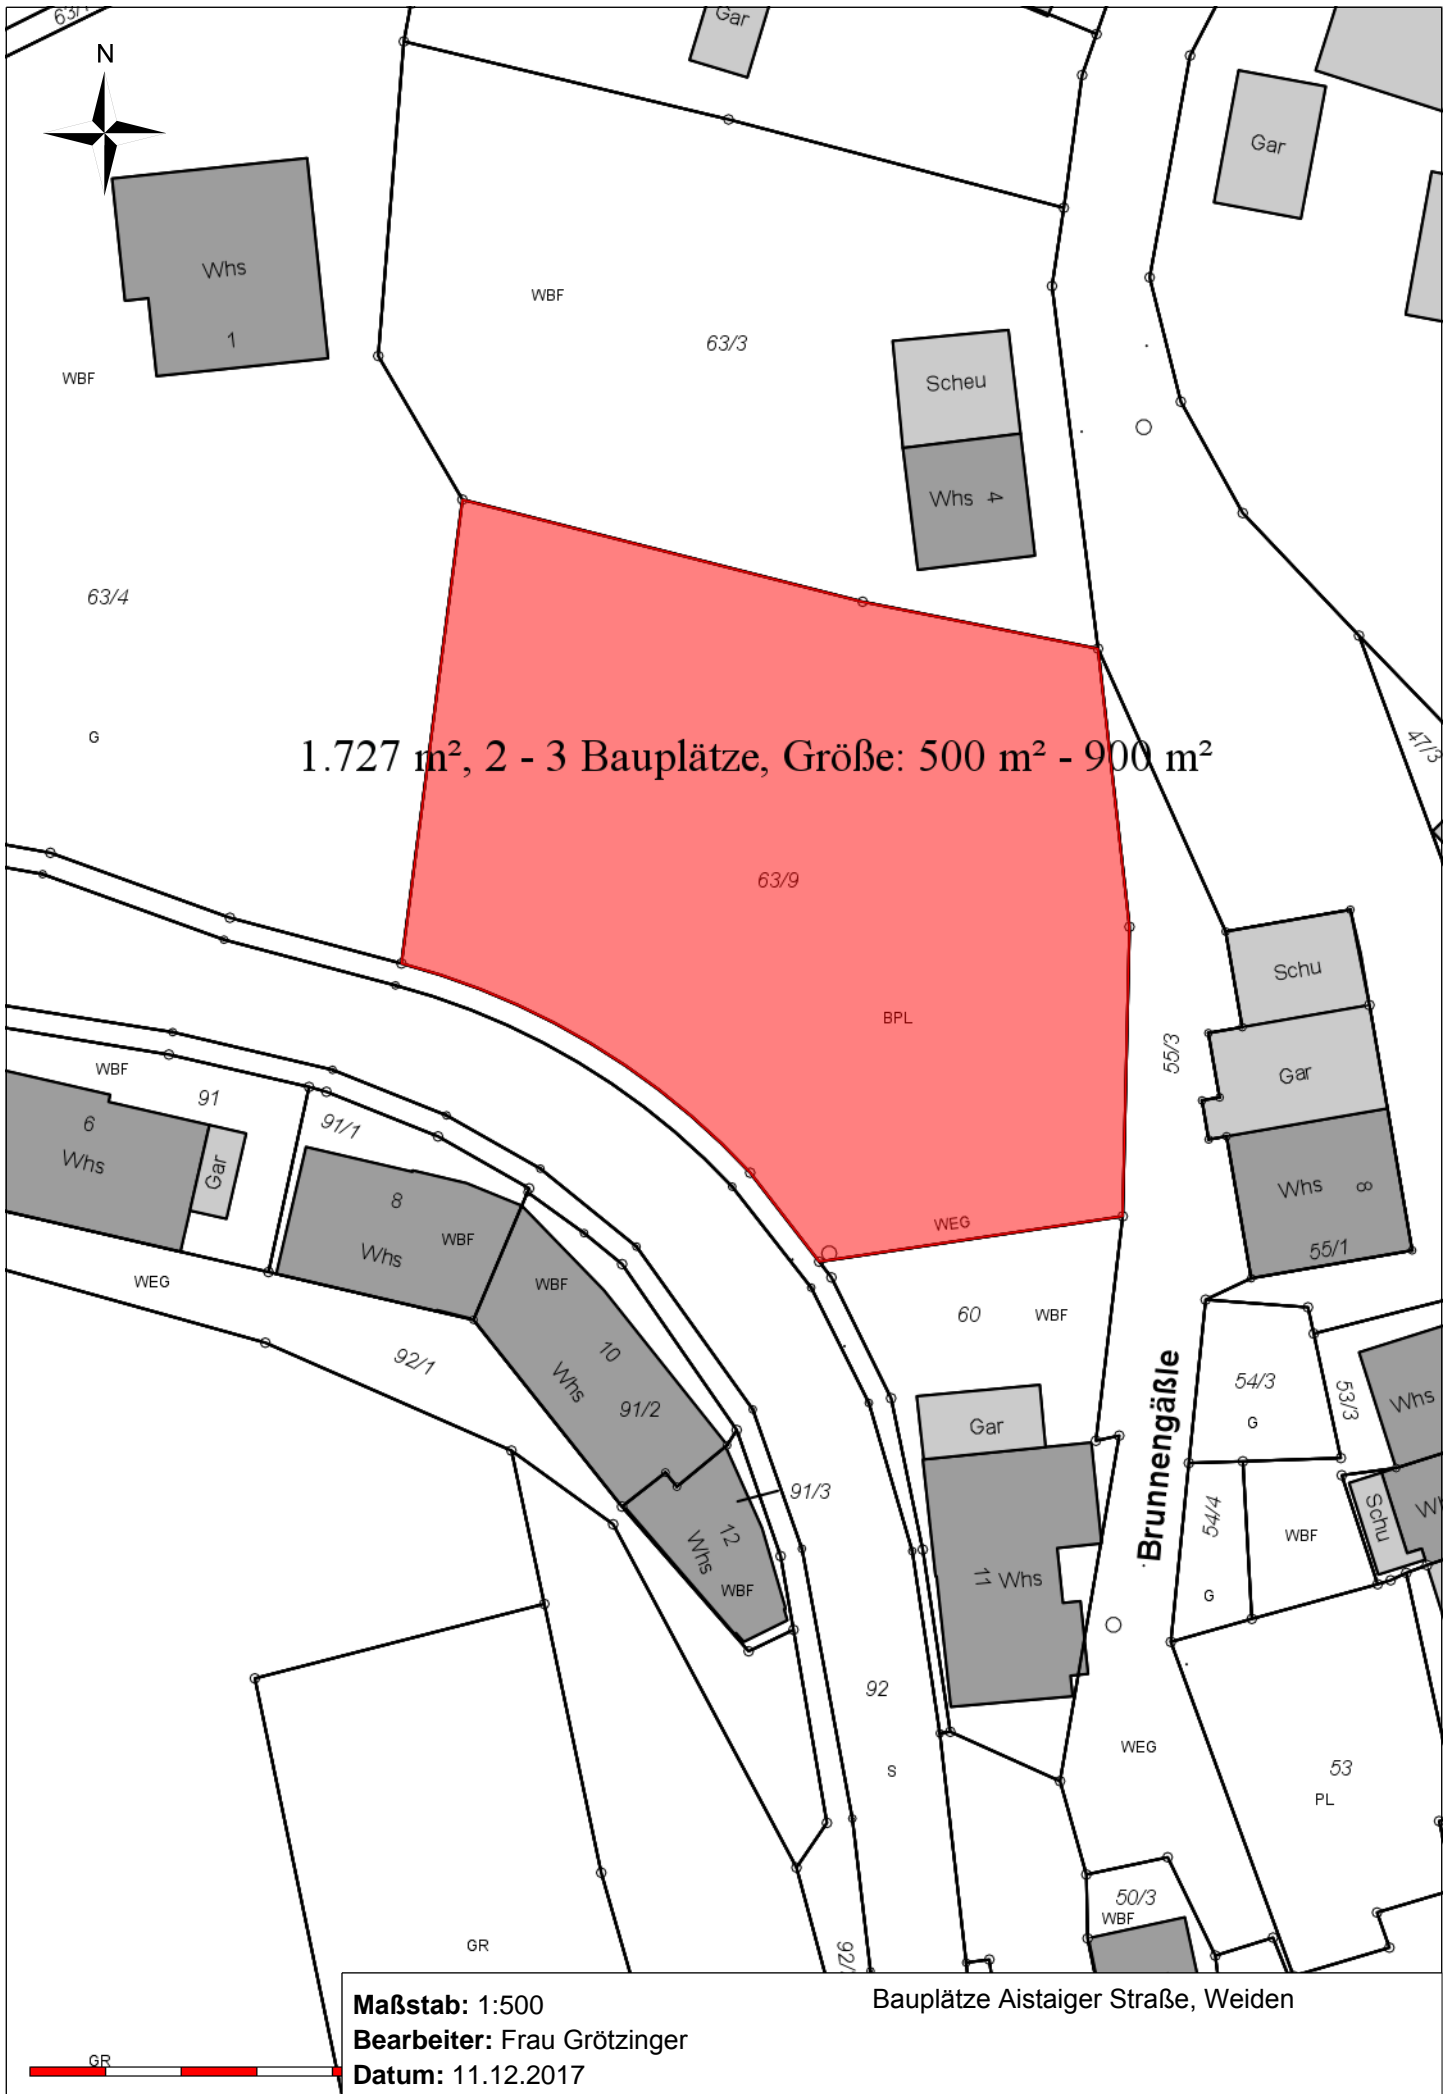 63/
Gar
N
Gar
Whs
1
WBF
63/3
WBF
Scheu
Whs 4
63/4
G
1.727 m², 2 - 3 Bauplätze, Größe: 500 m² - 900 m²
47/3
63/9
Schu
BPL
55/3
Gar
WBF
91
6
Whs
Gar
91/1
8
Whs
WBF
Whs 8
55/1
WEG
WEG
WBF
60
WBF
92/1
10
Whs
91/2
Brunnengäßle
54/3
G
53/3
Whs
Gar
91/3
12
Whs
WBF
54/4
G
WBF
Schu
11 Whs
92
S
WEG
53
PL
50/3
WBF
GR
92/
GR
Maßstab: 1:500
Bauplätze Aistaiger Straße, Weiden
Bearbeiter: Frau Grötzinger
Datum: 11.12.2017